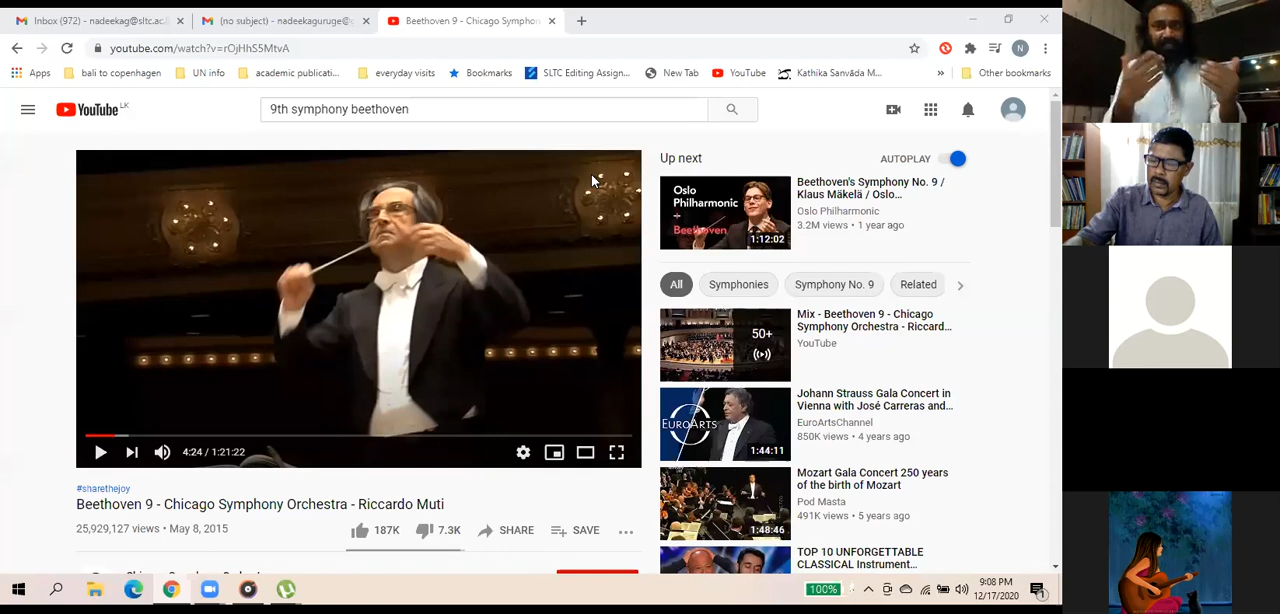 Inbox (972) - nadeekag@sltc.ac.l
(no subject) - nadeekaguruge@g
Beethoven 9 - Chicago Symphon
youtube.com/watch?v=rOjHhS5MtvA
N
Apps
bali to copenhagen
UN info
academic publicati...
everyday visits
Bookmarks
SLTC Editing Assign...
New Tab
YouTube
Kathika Sanvāda M...
»
Other bookmarks
YouTube LK
9th symphony beethoven
Up next
AUTOPLAY
Oslo
Philharmonic
+
Beethoven
1:12:02
Beethoven's Symphony No. 9 /
Klaus Mäkelä / Oslo...
Oslo Philharmonic
3.2M views • 1 year ago
All
Symphonies
Symphony No. 9
Related
50+
Mix - Beethoven 9 - Chicago
Symphony Orchestra - Riccard...
YouTube
EUROARTS
1:44:11
Johann Strauss Gala Concert in
Vienna with José Carreras and...
EuroArtsChannel
850K views • 4 years ago
1:48:46
Mozart Gala Concert 250 years
of the birth of Mozart
Pod Masta
491K views • 5 years ago
TOP 10 UNFORGETTABLE
CLASSICAL Instrument...
4:24 / 1:21:22
#sharethejoy
Beethoven 9 - Chicago Symphony Orchestra - Riccardo Muti
25,929,127 views • May 8, 2015
187K
7.3K
SHARE
SAVE
100%
9:08 PM
12/17/2020